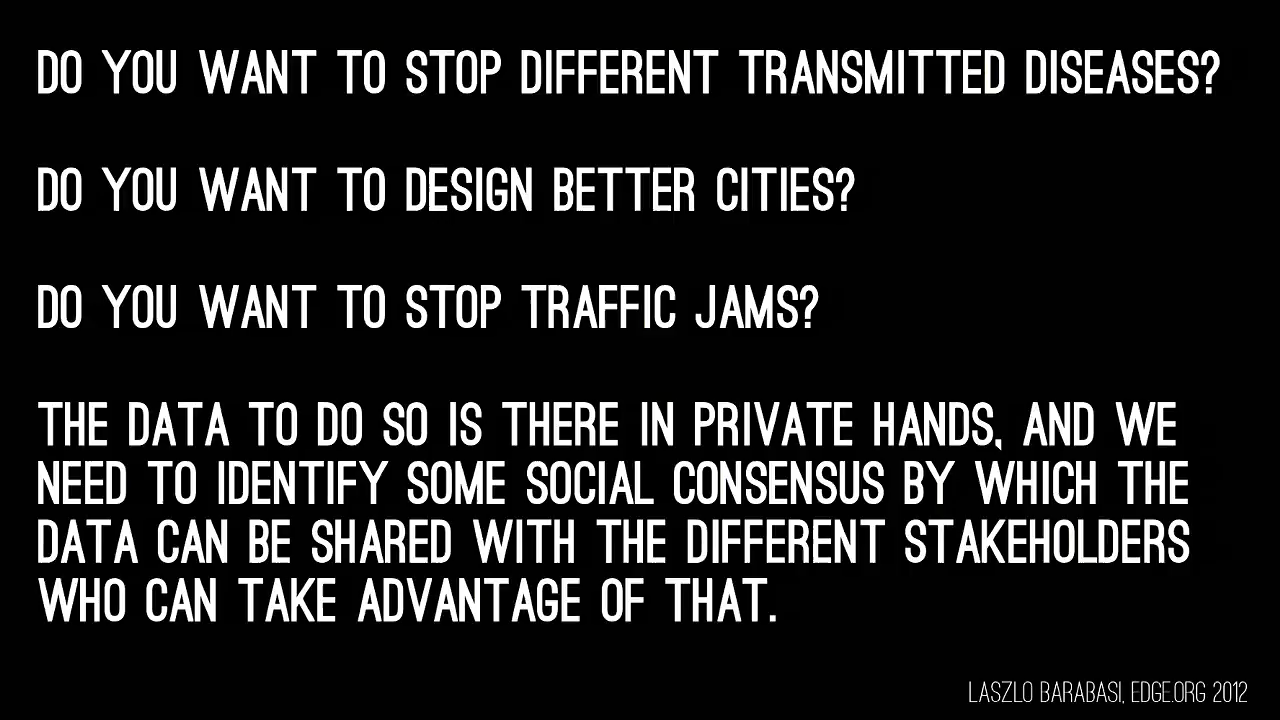 DO YOU WANT TO STOP DIFFERENT TRANSMITTED DISEASES?
DO YOU WANT TO DESIGN BETTER CITIES?
DO YOU WANT TO STOP TRAFFIC JAMS?
THE DATA TO DO SO IS THERE IN PRIVATE HANDS, AND WE
NEED TO IDENTIFY SOME SOCIAL CONSENSUS BY WHICH THE
DATA CAN BE SHARED WITH THE DIFFERENT STAKEHOLDERS
WHO CAN TAKE ADVANTAGE OF THAT.
LASZLO BARABASI, EDGE.ORG 2012